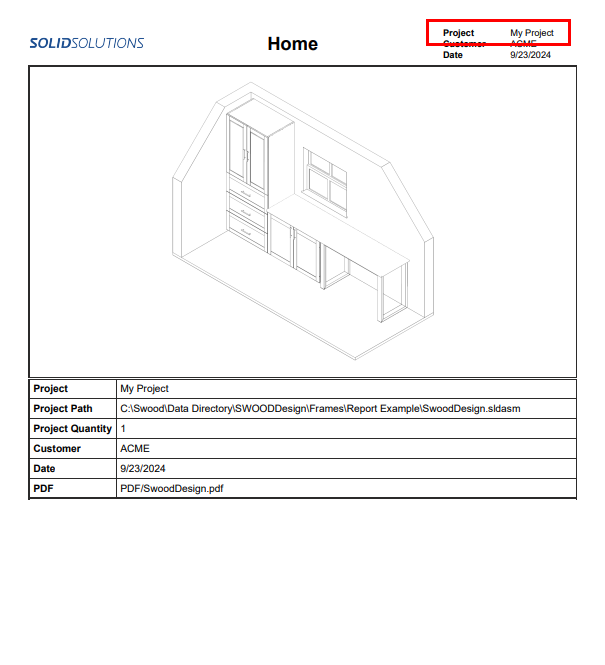 SOLIDSOLUTIONS
Home
Project My Project
Customer ACME
Date 9/23/2024
Project My Project
Project Path C:\Swood\Data Directory\SWOODDesign\Frames\Report Example\SwoodDesign.sldasm
Project Quantity 1
Customer ACME
Date 9/23/2024
PDF PDF/SwoodDesign.pdf